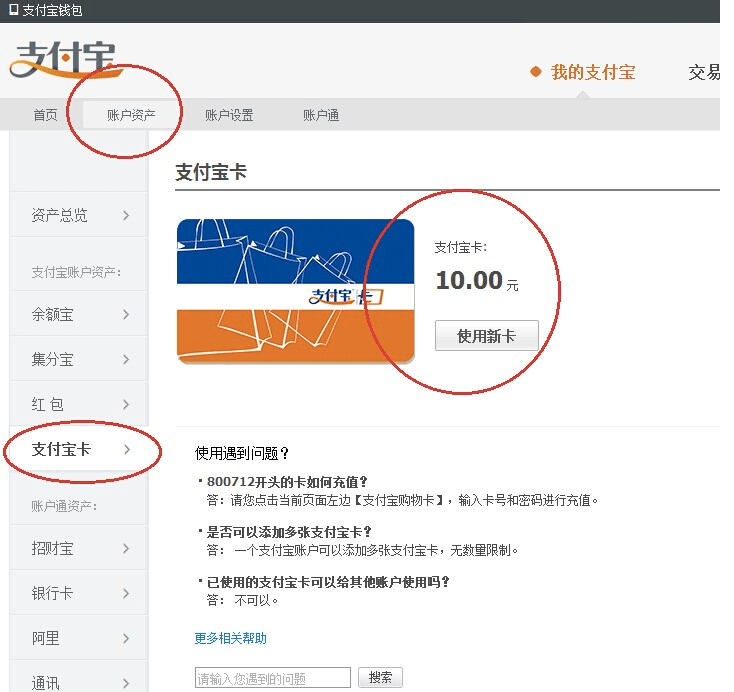 支付宝钱包
支付宝
我的支付宝
交易
首页
账户资产
账户设置
账户通
支付宝卡
资产总览
支付宝账户资产:
余额宝
集分宝
红 包
支付宝卡
账户通资产:
招财宝
银行卡
阿里
通讯
支付宝卡
支付宝卡:
10.00 元
使用新卡
使用遇到问题？
·800712开头的卡如何充值？
答：请您点击当前页面左边【支付宝购物卡】，输入卡号和密码进行充值。
·是否可以添加多张支付宝卡？
答： 一个支付宝账户可以添加多张支付宝卡，无数量限制。
·已使用的支付宝卡可以给其他账户使用吗？
答： 不可以。
更多相关帮助
请输入您遇到的问题
搜索